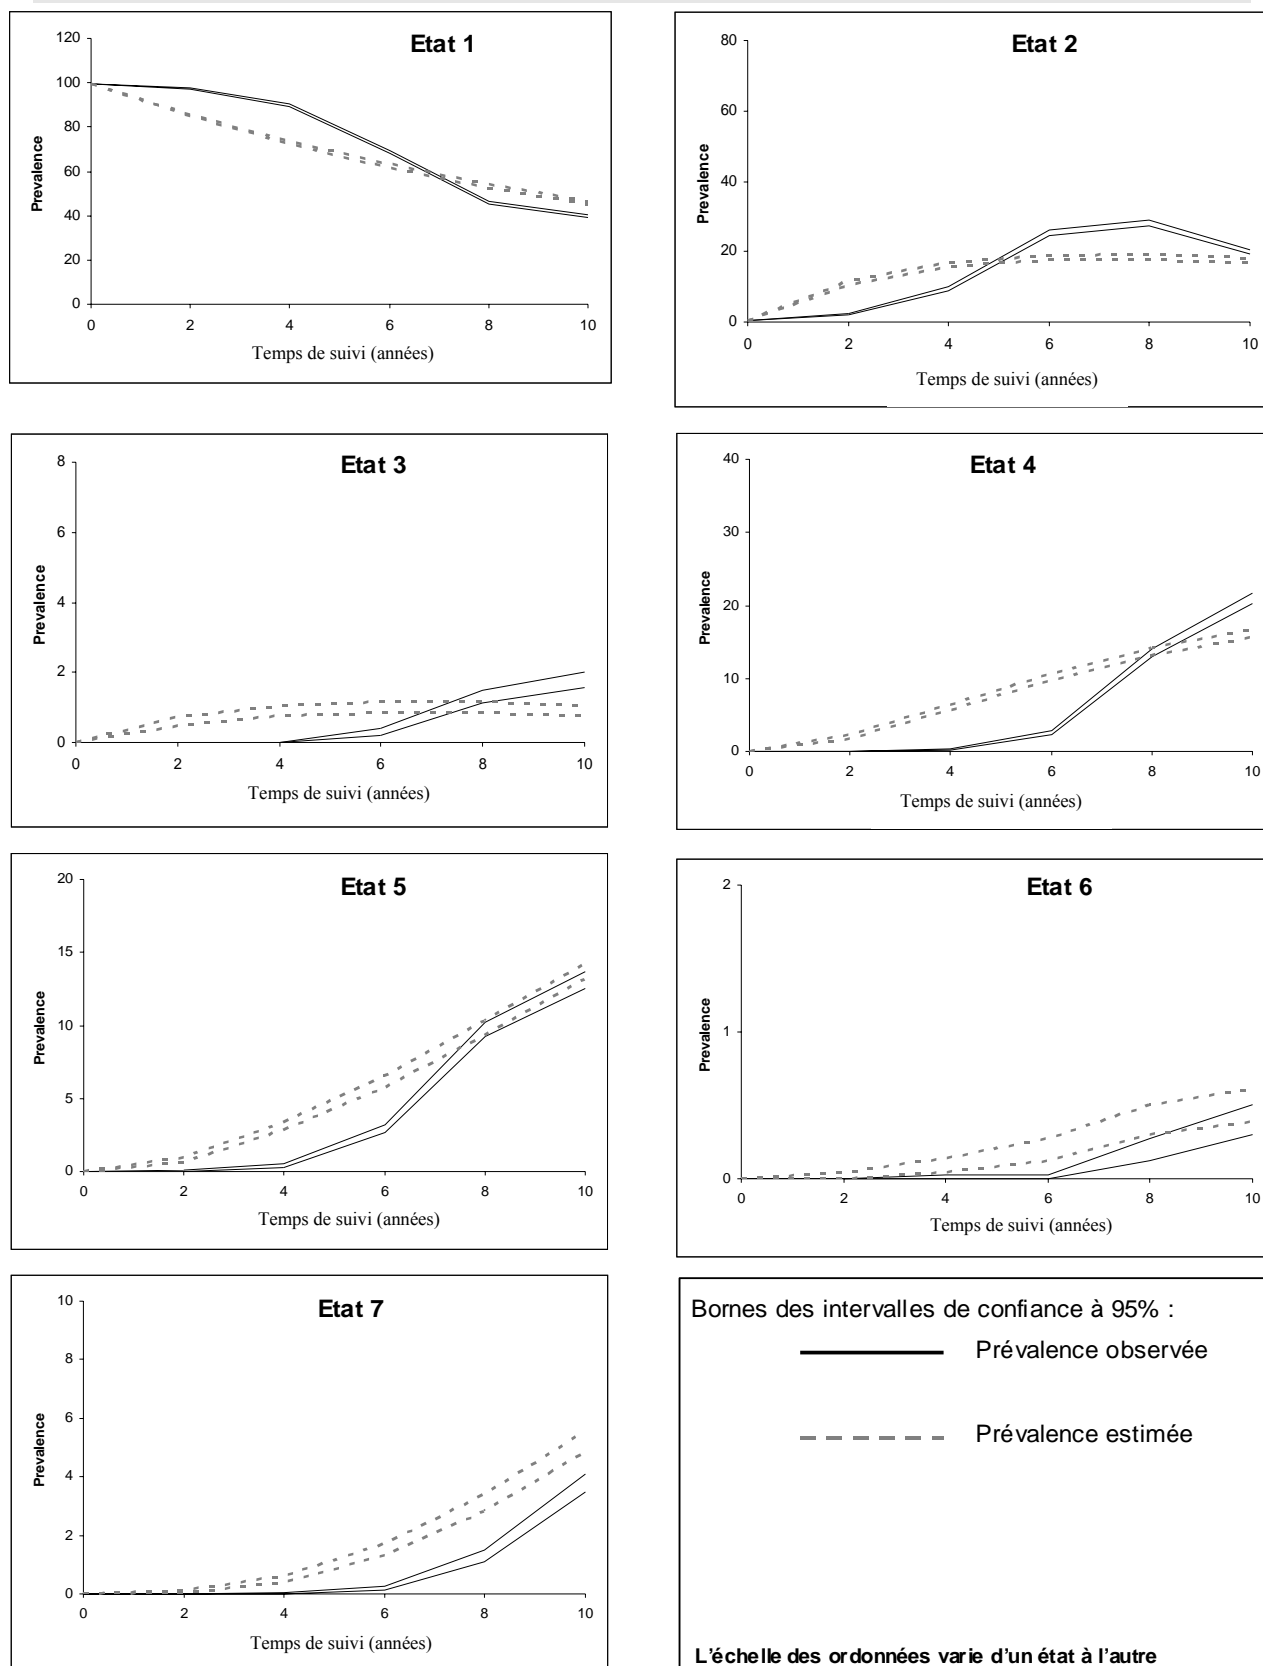 Etat 1
120
100
80
60
40
20
0
Prevalence
0 2 4 6 8 10
Temps de suivi (années)
Etat 2
80
60
40
20
0
Prevalence
0 2 4 6 8 10
Temps de suivi (années)
Etat 3
8
6
4
2
0
Prevalence
0 2 4 6 8 10
Temps de suivi (années)
Etat 4
40
30
20
10
0
Prevalence
0 2 4 6 8 10
Temps de suivi (années)
Etat 5
20
15
10
5
0
Prevalence
0 2 4 6 8 10
Temps de suivi (années)
Etat 6
2
1
0
Prevalence
0 2 4 6 8 10
Temps de suivi (années)
Etat 7
10
8
6
4
2
0
Prevalence
0 2 4 6 8 10
Temps de suivi (années)
Bornes des intervalles de confiance à 95% :
Prévalence observée
Prévalence estimée
L'échelle des ordonnées varie d'un état à l'autre